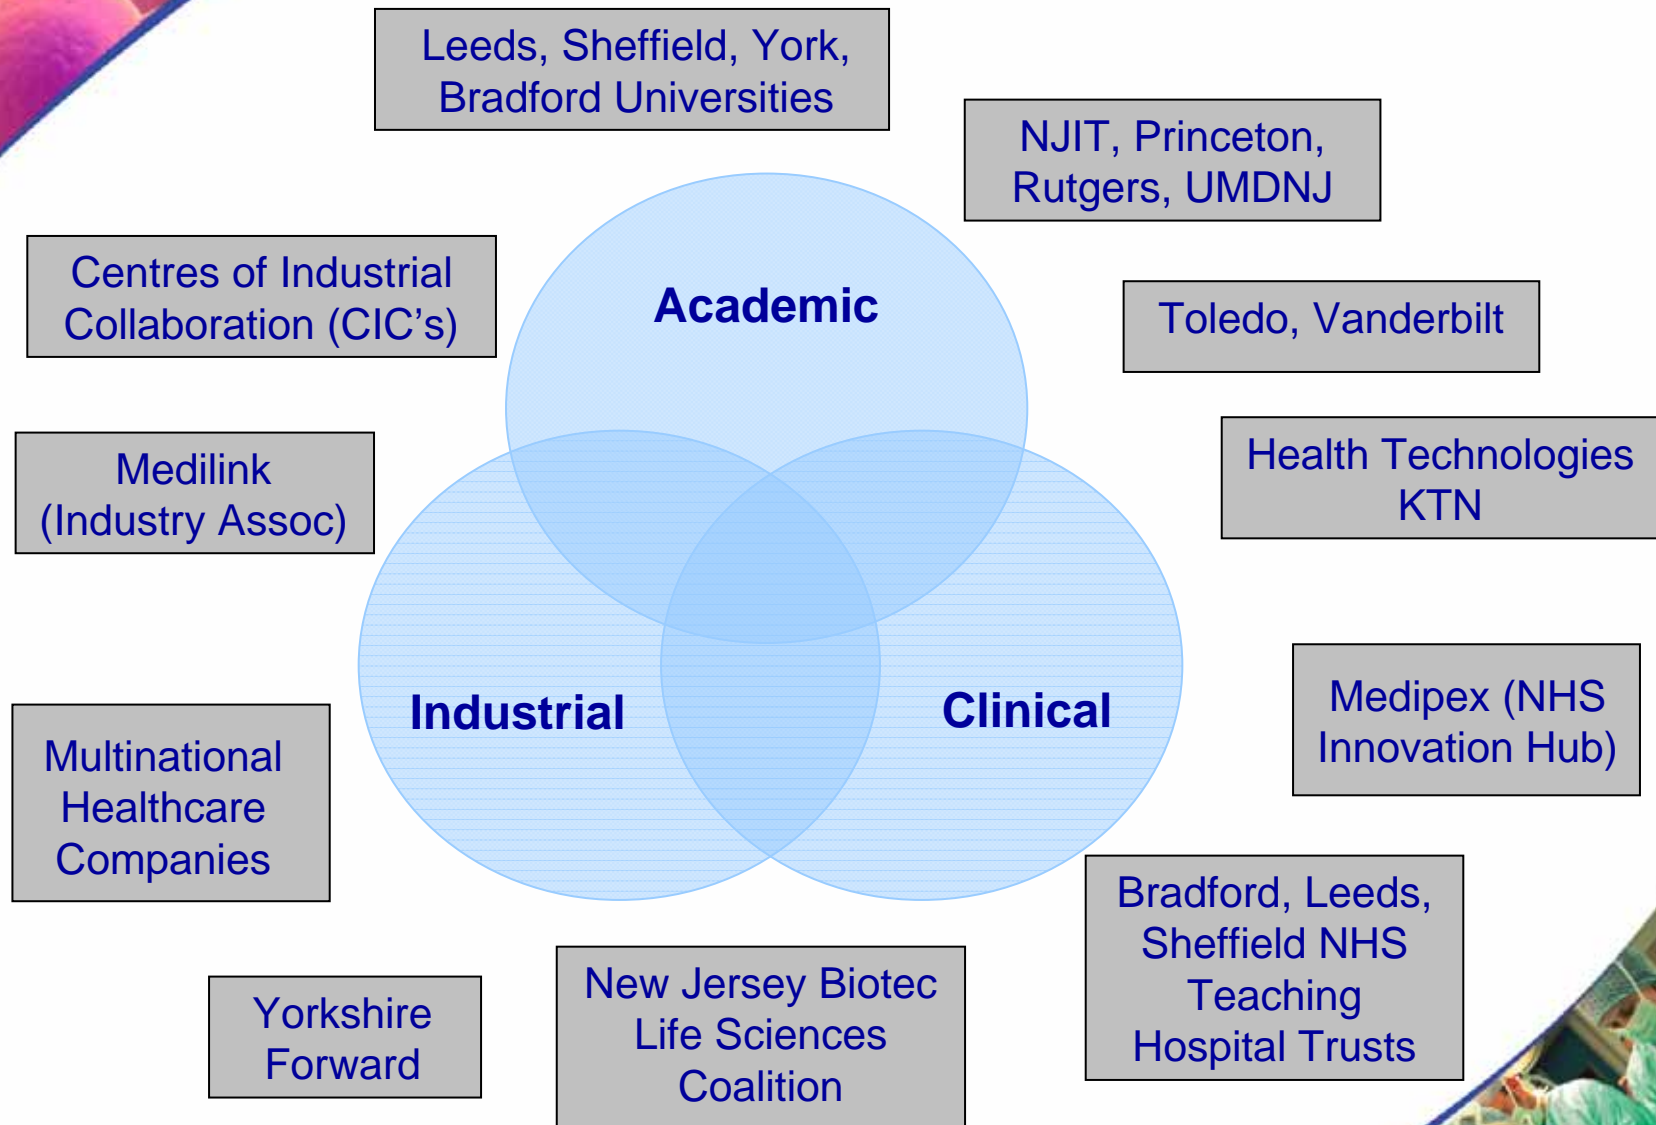 Leeds, Sheffield, York,
Bradford Universities
NJIT, Princeton,
Rutgers, UMDNJ
Centres of Industrial
Collaboration (CIC’s)
Academic
Toledo, Vanderbilt
Medilink
(Industry Assoc)
Health Technologies
KTN
Industrial
Clinical
Medipex (NHS
Innovation Hub)
Multinational
Healthcare
Companies
Bradford, Leeds,
Sheffield NHS
Teaching
Hospital Trusts
Yorkshire
Forward
New Jersey Biotec
Life Sciences
Coalition